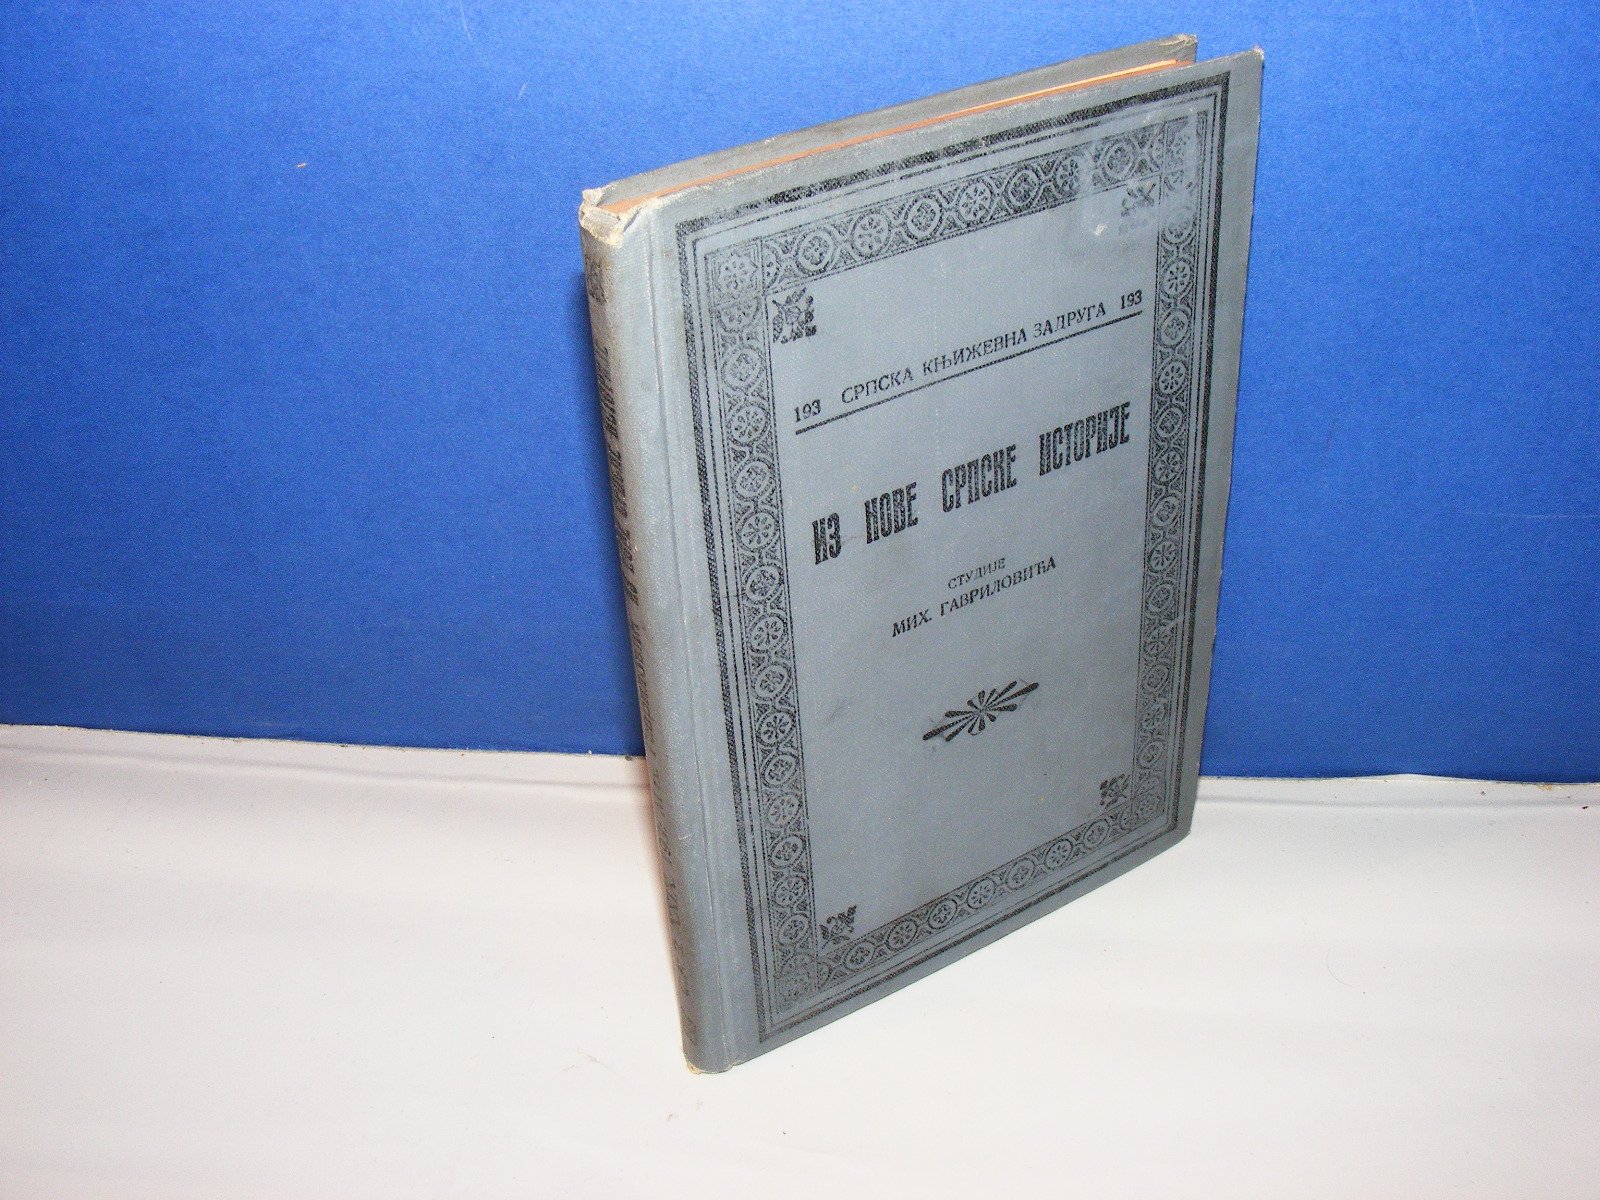 193 СРПСКА КЊИЖЕВНА ЗАДРУГА 193
ИЗ НОВЕ СРПСКЕ ИСТОРИЈЕ
СТУДИЈЕ
МИХ. ГАВРИЛОВИЋА